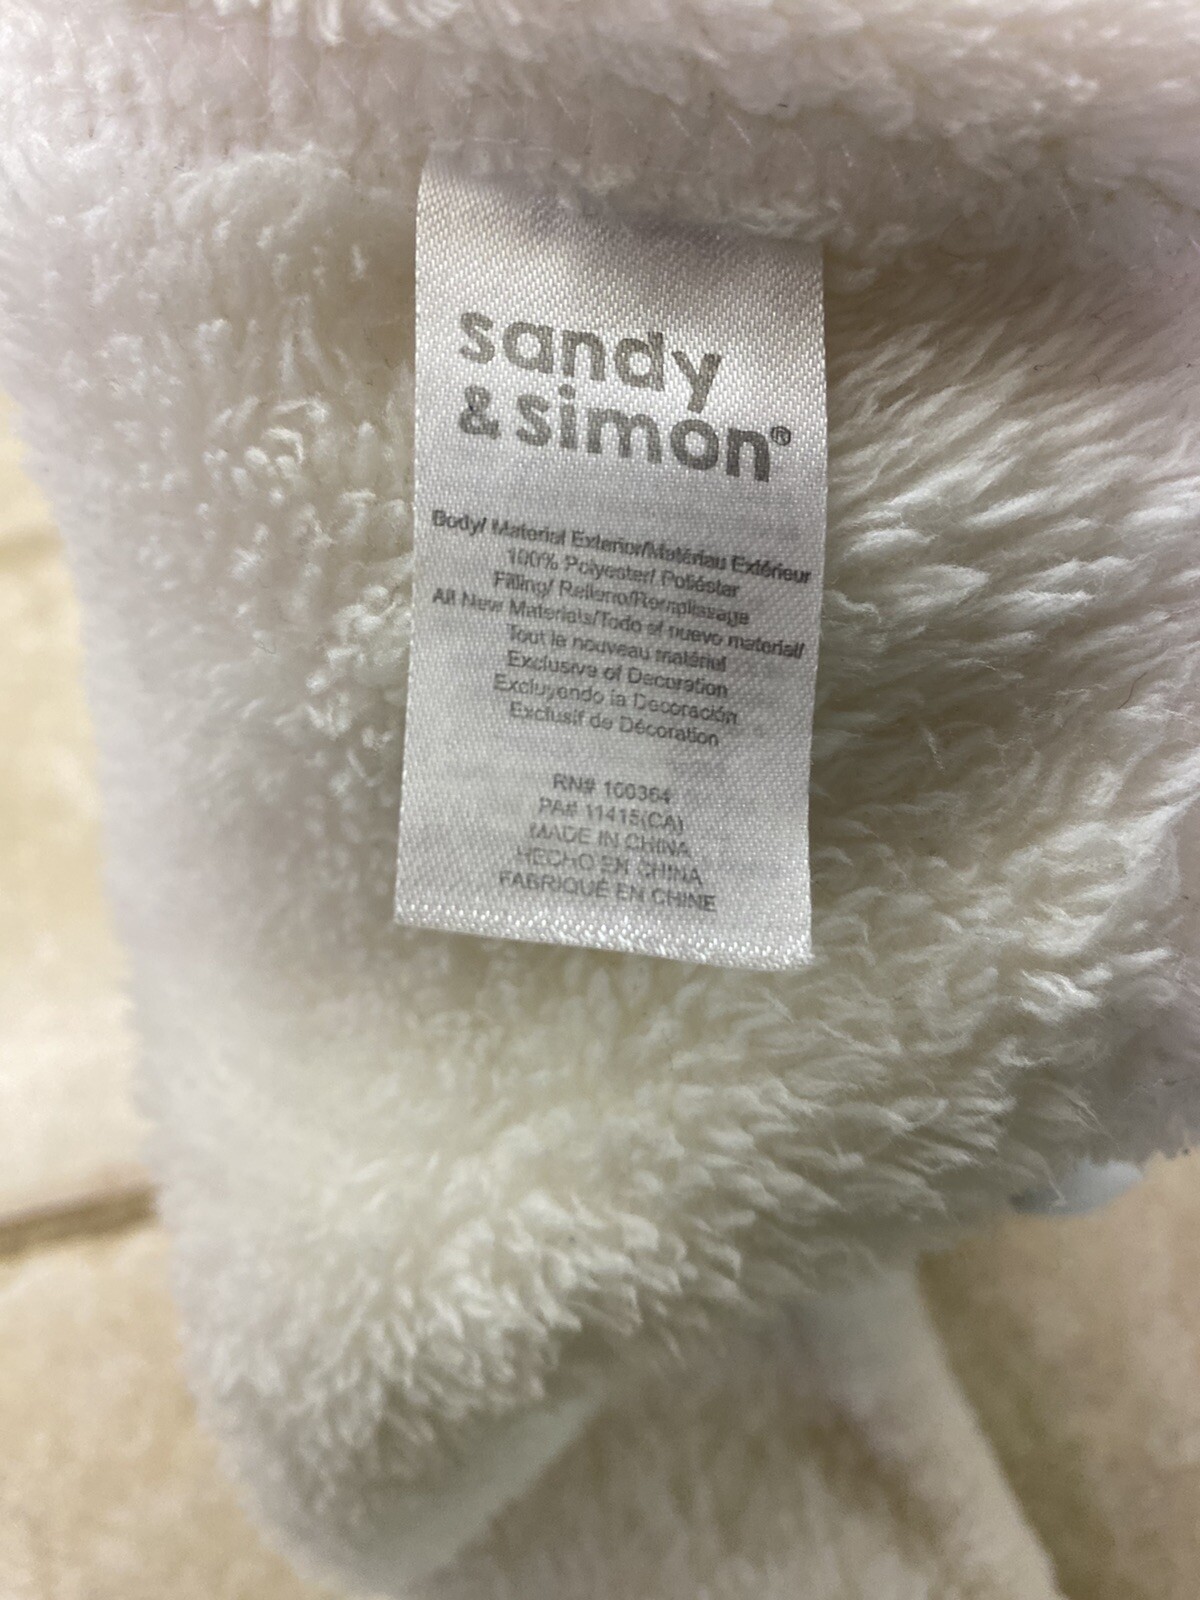 sandy
&simon®
Body/ Material Exterior/Matériau Extérieur
100% Polyester/ Poliéster
Filling/ Relleno/Remplissage
All New Materials/Todo el nuevo material/
Tout le nouveau matériel
Exclusive of Decoration
Excluyendo la Decoración
Exclusif de Décoration
RN# 100364
PA# 11415(CA)
MADE IN CHINA
HECHO EN CHINA
FABRIQUÉ EN CHINE